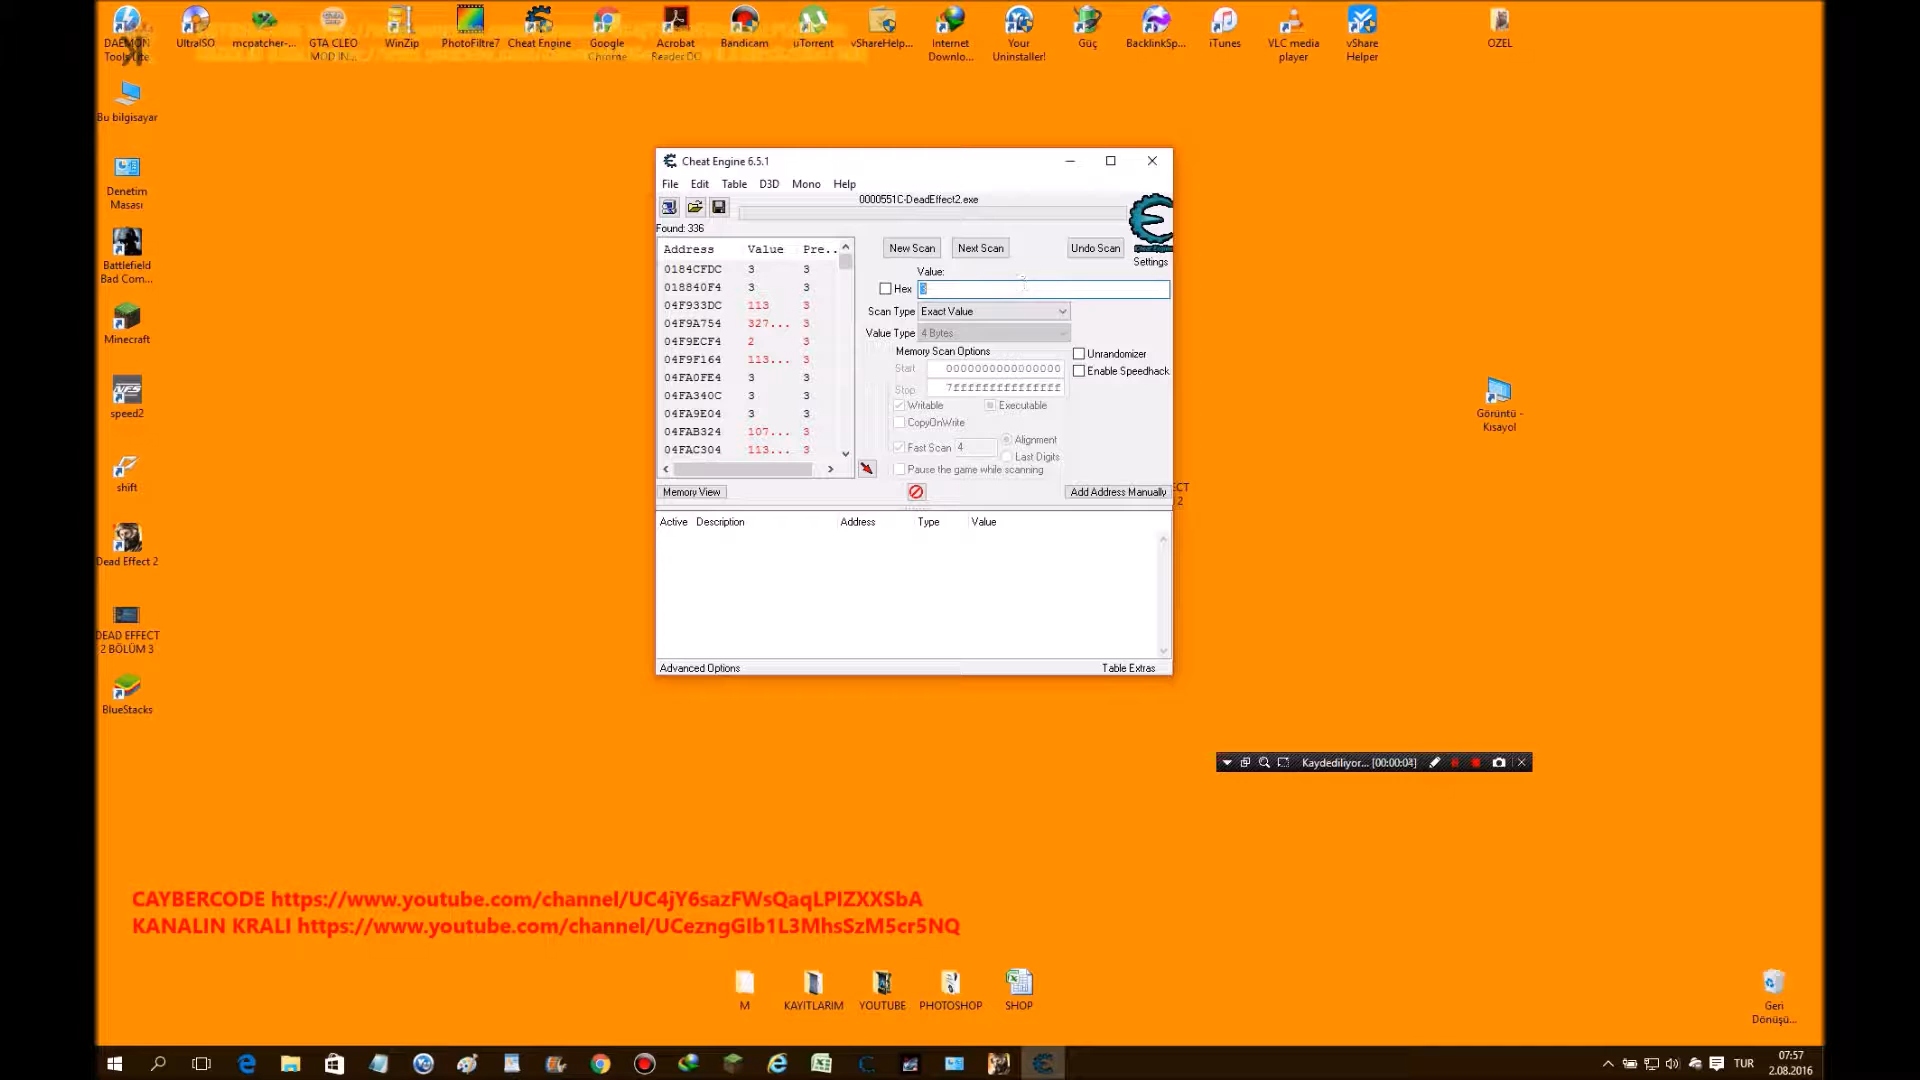 DAEMON Tools Lite
UltraISO
mcpatcher-...
GTA CLEO MOD IN...
WinZip
PhotoFiltre7
Cheat Engine
Google Chrome
Acrobat Reader DC
Bandicam
uTorrent
vShareHelp...
Internet Downlo...
Your Uninstaller!
Güç
BacklinkSp...
iTunes
VLC media player
vShare Helper
OZEL
Bu bilgisayar
Denetim Masası
Battlefield Bad Com...
Minecraft
speed2
shift
Dead Effect 2
DEAD EFFECT 2 BÖLÜM 3
BlueStacks
Cheat Engine 6.5.1
File Edit Table D3D Mono Help
0000551C-DeadEffect2.exe
Found: 336
Address Value Pre..
0184CFDC 3 3
018840F4 3 3
04F933DC 113 3
04F9A754 327... 3
04F9ECF4 2 3
04F9F164 113... 3
04FA0FE4 3 3
04FA340C 3 3
04FA9E04 3 3
04FAB324 107... 3
04FAC304 113... 3
New Scan Next Scan Undo Scan
Settings
Value:
Hex 3
Scan Type Exact Value
Value Type 4 Bytes
Memory Scan Options
Start 0000000000000000
Stop 7fffffffffffffff
Writable Executable
CopyOnWrite
Fast Scan 4 Alignment
Last Digits
Pause the game while scanning
Unrandomizer
Enable Speedhack
Memory View Add Address Manually
Active Description Address Type Value
Advanced Options Table Extras
CT
2
Görüntü - Kısayol
Kaydediliyor... [00:00:04]
CAYBERCODE https://www.youtube.com/channel/UC4jY6sazFWsQaqLPIZXXSbA
KANALIN KRALI https://www.youtube.com/channel/UCezngGIb1L3MhsSzM5cr5NQ
M
KAYITLARIM
YOUTUBE
PHOTOSHOP
SHOP
Geri Dönüşü...
TUR
07:57
2.08.2016